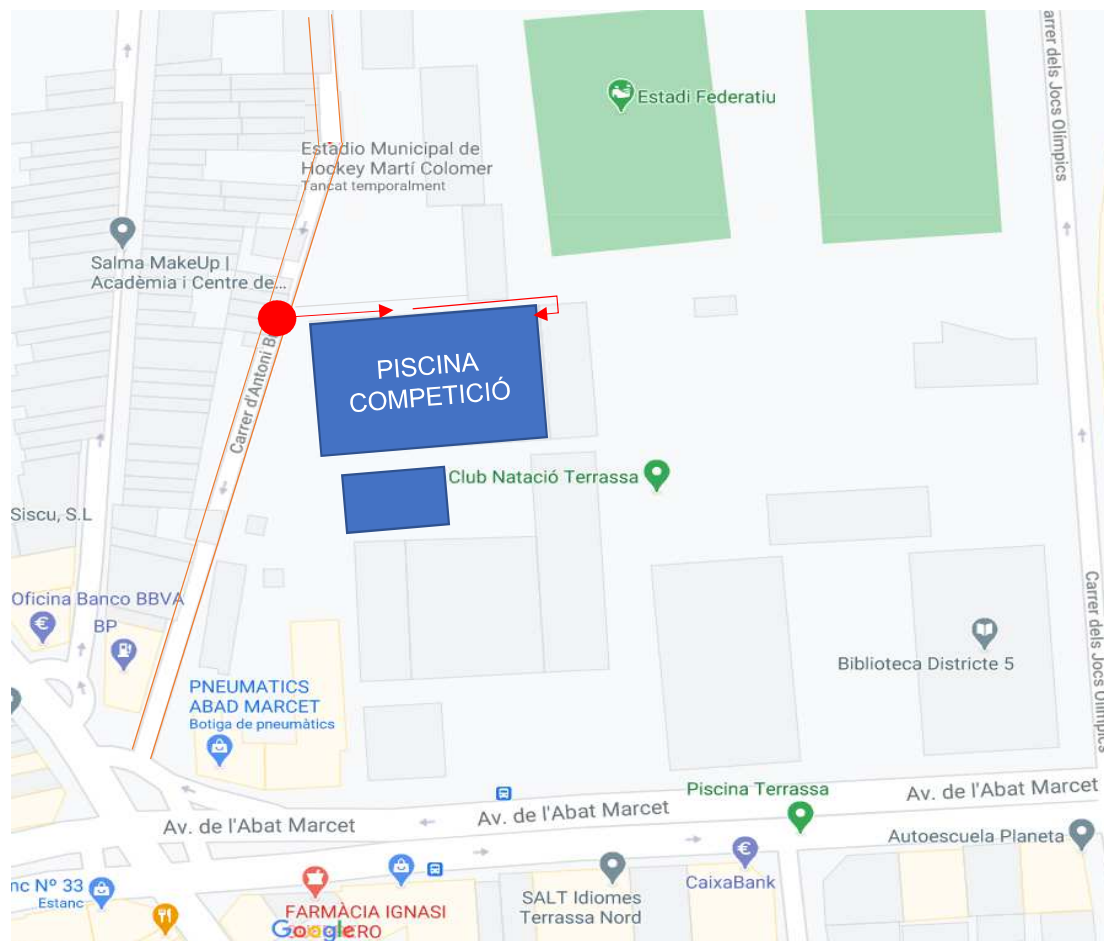 Carrer dels Jocs Olímpics
Estadi Federatiu
Estadio Municipal de
Hockey Martí Colomer
Tancat temporalment
Salma MakeUp |
Acadèmia i Centre de...
PISCINA
COMPETICIÓ
Carrer d'Antoni
Club Natació Terrassa
Siscu, S.L
Oficina Banco BBVA
BP
Carrer dels Jocs Olímpics
Biblioteca Districte 5
PNEUMATICS
ABAD MARCET
Botiga de pneumàtics
Piscina Terrassa
Av. de l'Abat Marcet
Av. de l'Abat Marcet
Av. de l'Abat Marcet
Autoescuela Planeta
CaixaBank
Nº 33
Estanc
SALT Idiomes
Terrassa Nord
FARMÀCIA IGNASI
Google